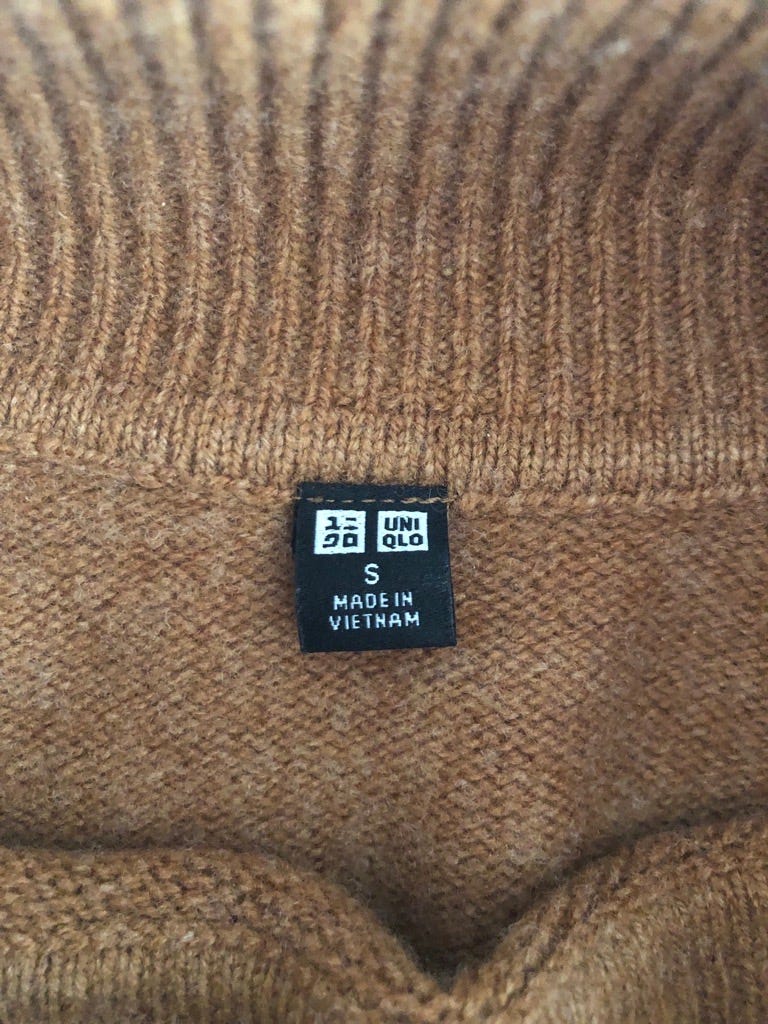 ユニ UNI
クロ QLO
S
MADE IN
VIETNAM